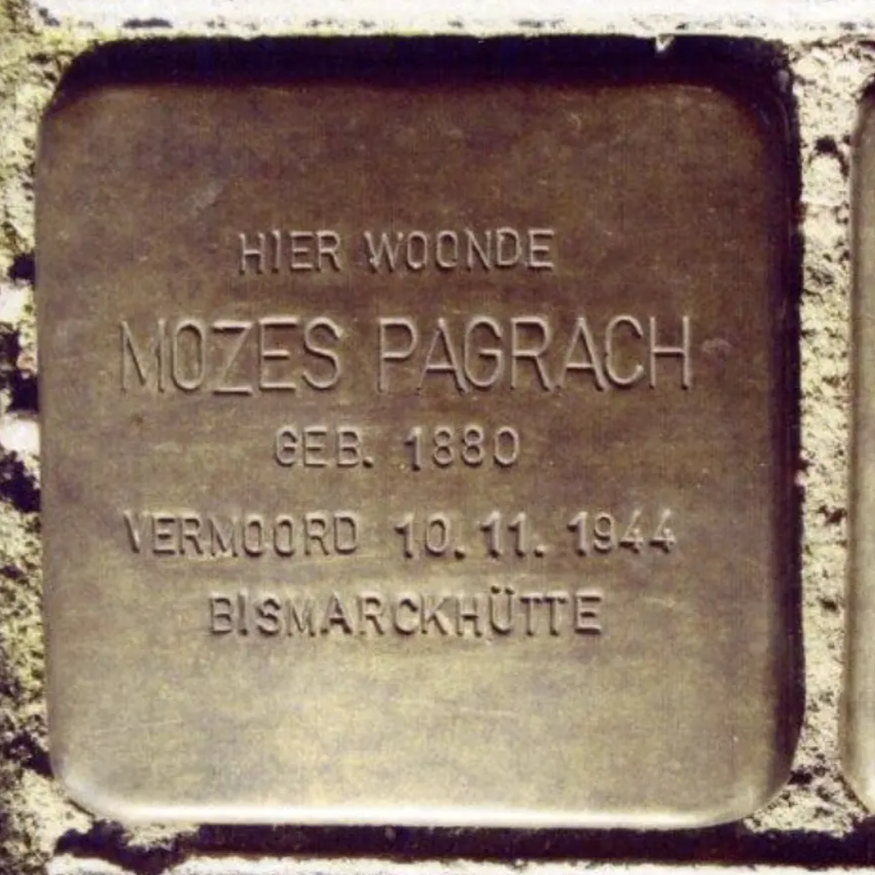 HIER WOONDE
MOZES PAGRACH
GEB. 1880
VERMOORD 10.11.1944
BISMARCKHÜTTE